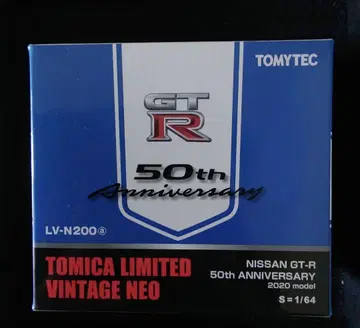 TOMYTEC
GT
R
50th
Anniversary
LV-N200ⓐ
TOMICA LIMITED
VINTAGE NEO
NISSAN GT-R
50th ANNIVERSARY
2020 model
S=1/64